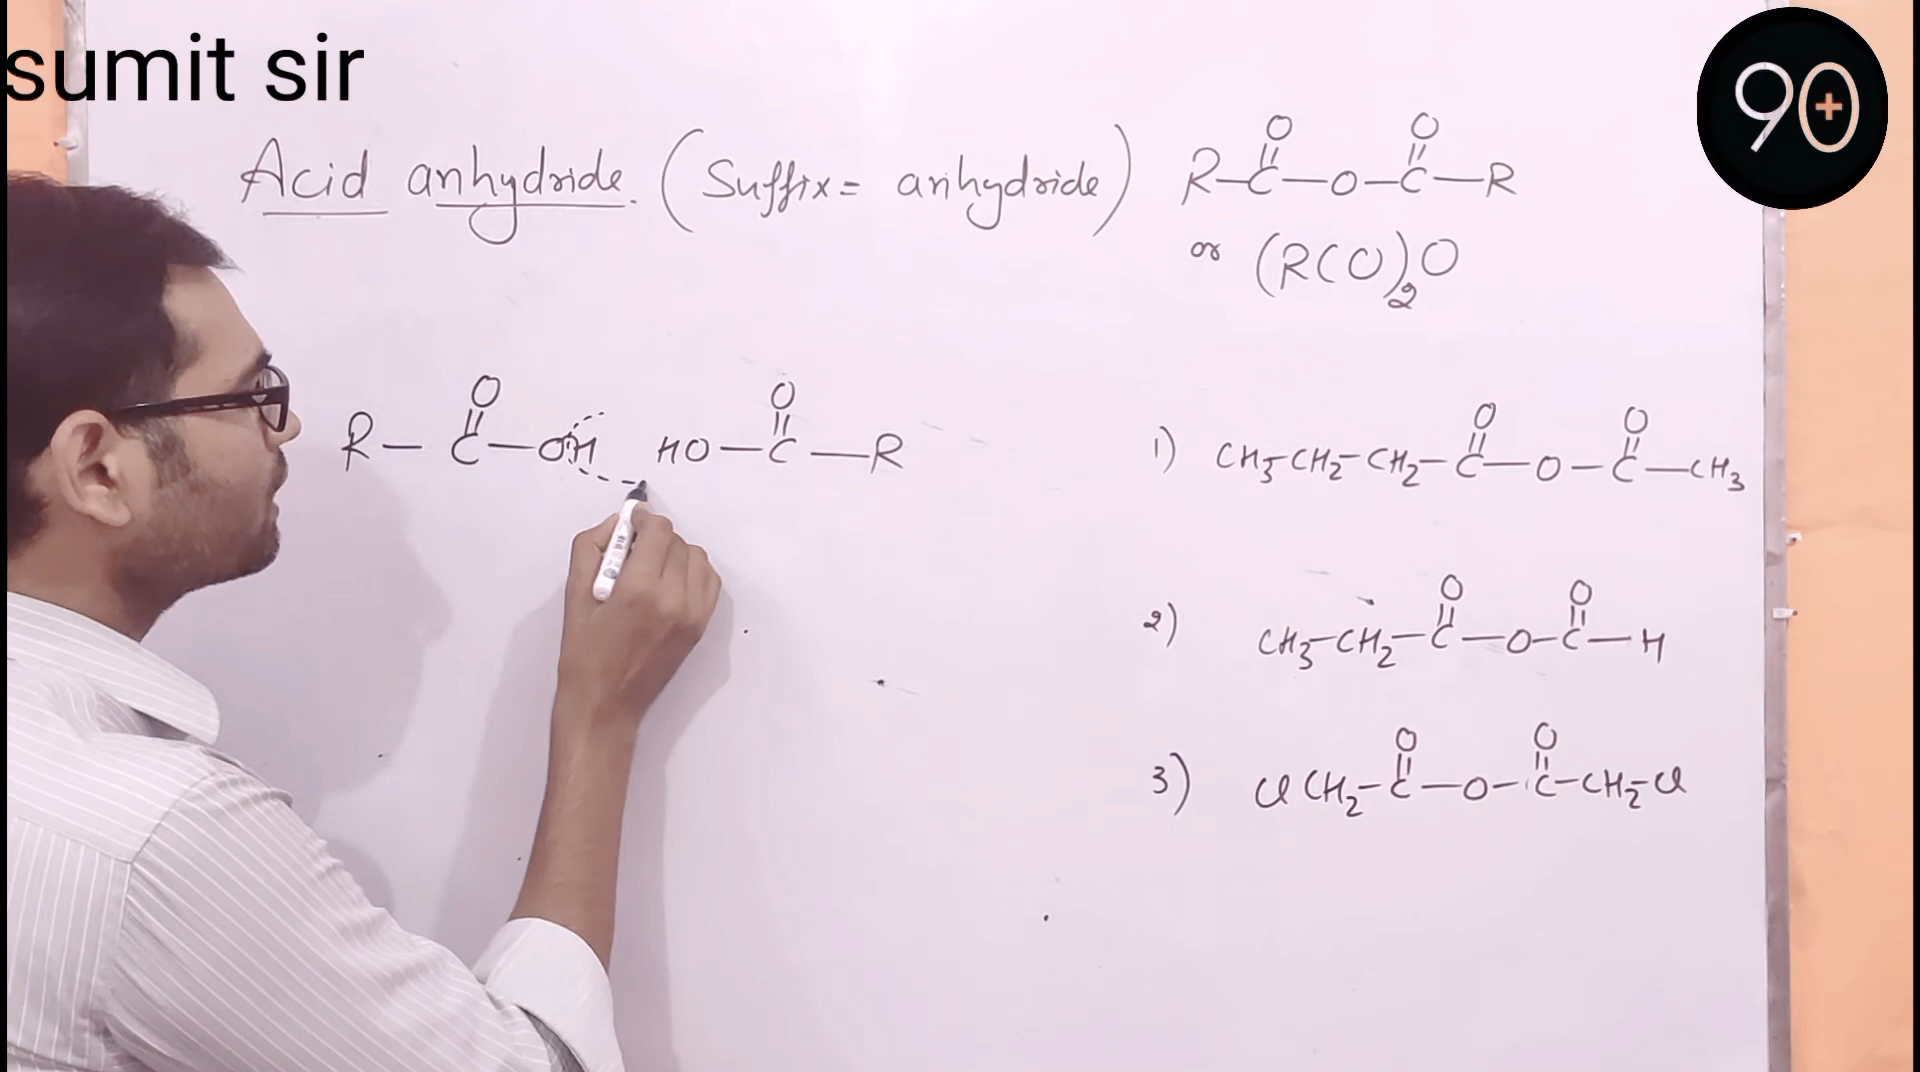 sumit sir
90+
Acid anhydride. (Suffix = anhydride) R-C(=O)-O-C(=O)-R
or (RCO)2O
R-C(=O)-OH HO-C(=O)-R
1) CH3-CH2-CH2-C(=O)-O-C(=O)-CH3
2) CH3-CH2-C(=O)-O-C(=O)-H
3) ClCH2-C(=O)-O-C(=O)-CH2-Cl